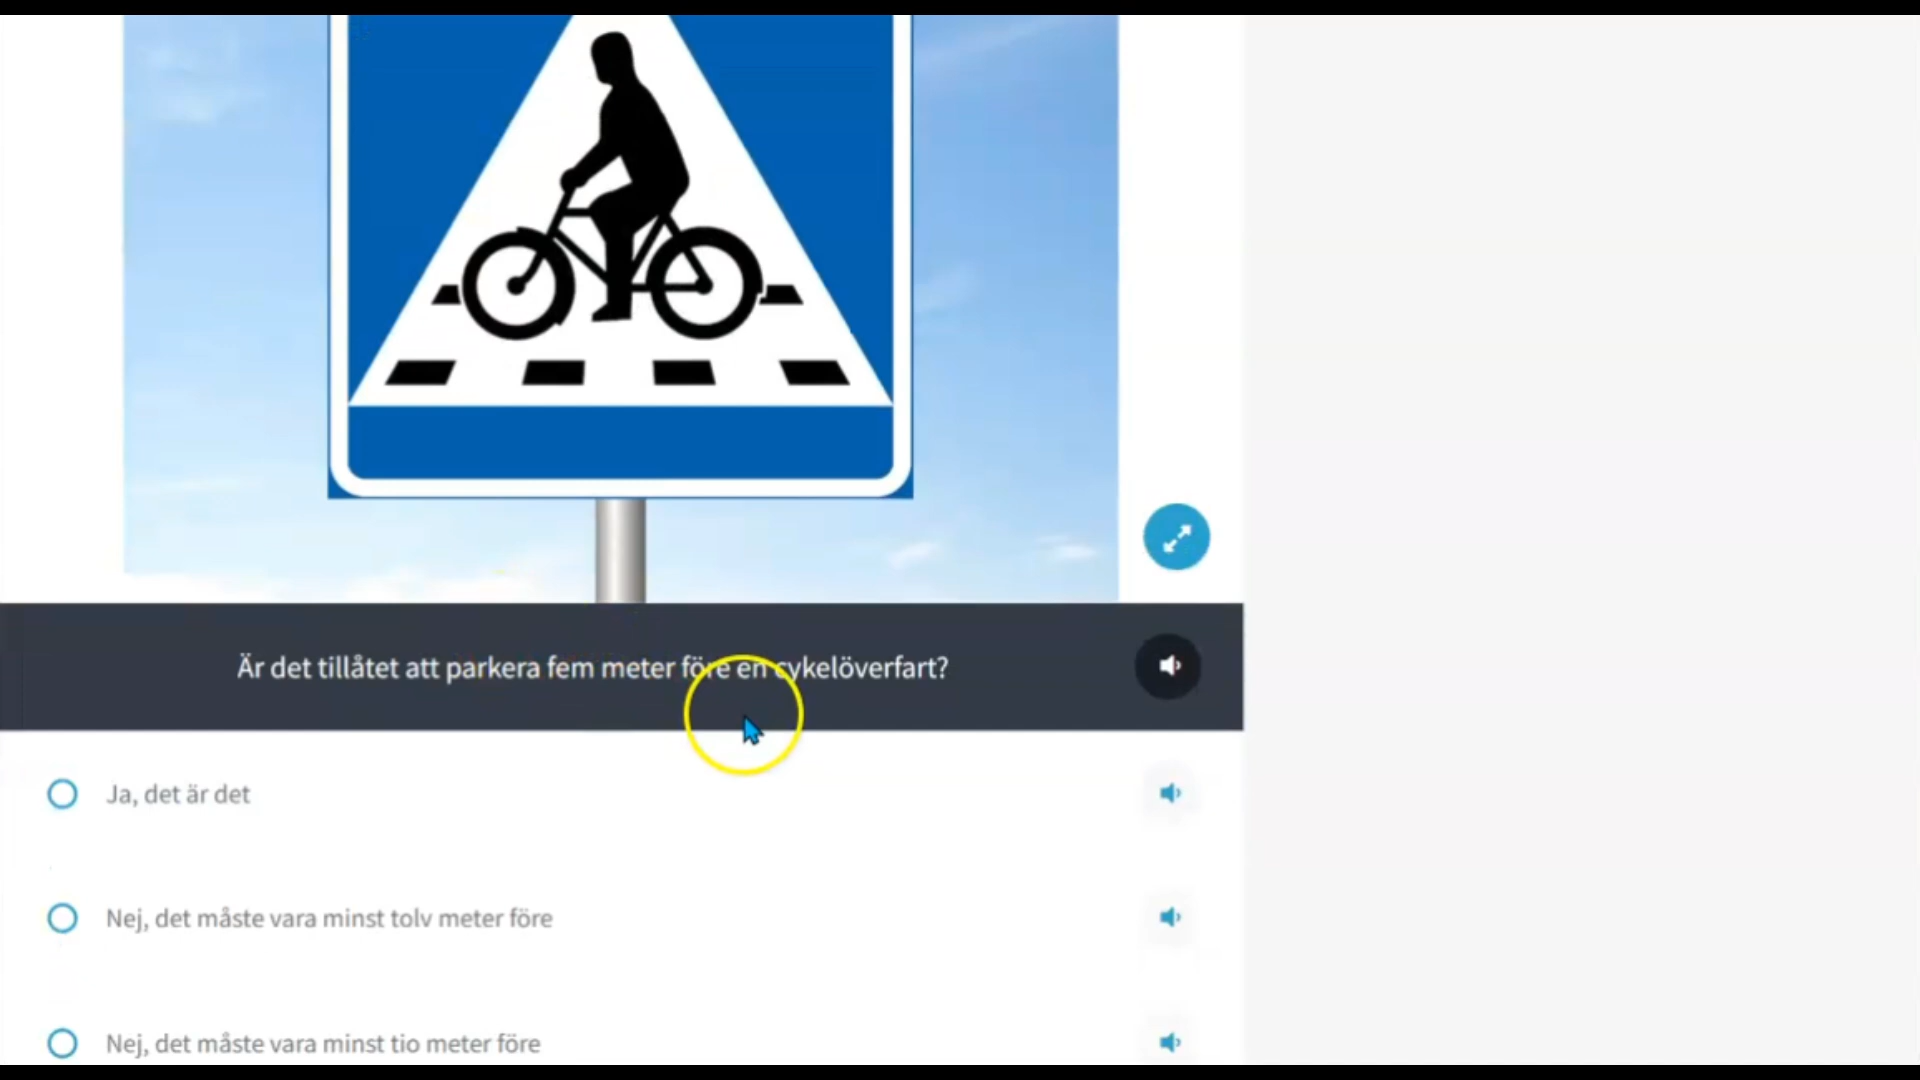 Är det tillåtet att parkera fem meter före en cykelöverfart?
Ja, det är det
Nej, det måste vara minst tolv meter före
Nej, det måste vara minst tio meter före